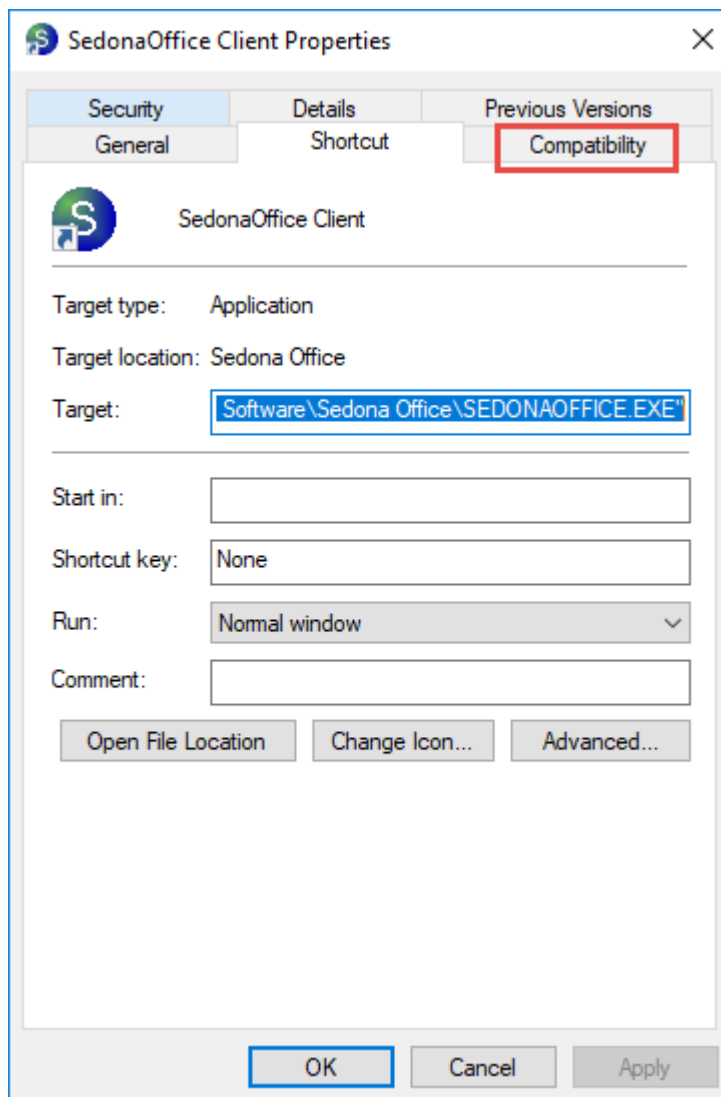 SedonaOffice Client Properties
Security Details Previous Versions
General Shortcut Compatibility
S SedonaOffice Client
Target type: Application
Target location: Sedona Office
Target: Software\Sedona Office\SEDONAOFFICE.EXE"
Start in:
Shortcut key: None
Run: Normal window
Comment:
Open File Location Change Icon... Advanced...
OK Cancel Apply